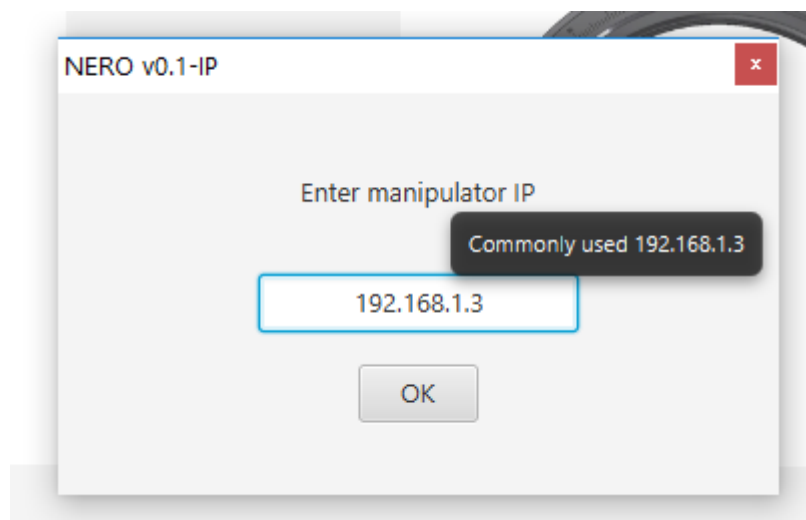 NERO v0.1-IP
x
Enter manipulator IP
Commonly used 192.168.1.3
192.168.1.3
OK